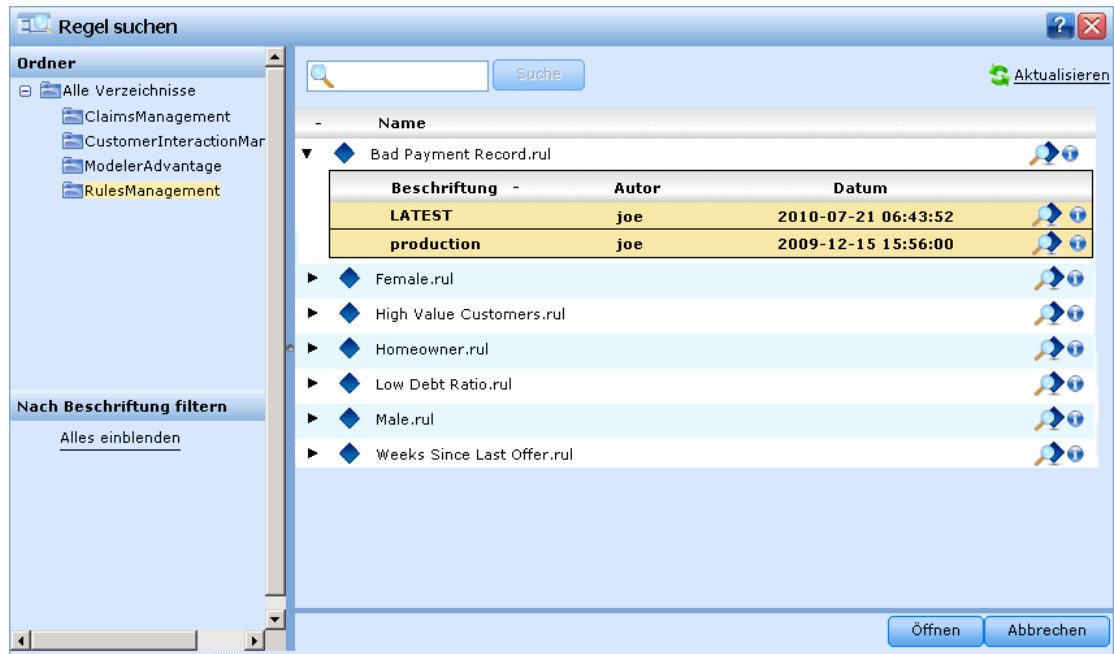 Regel suchen
Ordner
Alle Verzeichnisse
ClaimsManagement
CustomerInteractionMar
ModelerAdvantage
RulesManagement
Nach Beschriftung filtern
Alles einblenden
Suche
Aktualisieren
- Name
Bad Payment Record.rul
Beschriftung - Autor Datum
LATEST joe 2010-07-21 06:43:52
production joe 2009-12-15 15:56:00
Female.rul
High Value Customers.rul
Homeowner.rul
Low Debt Ratio.rul
Male.rul
Weeks Since Last Offer.rul
Öffnen Abbrechen